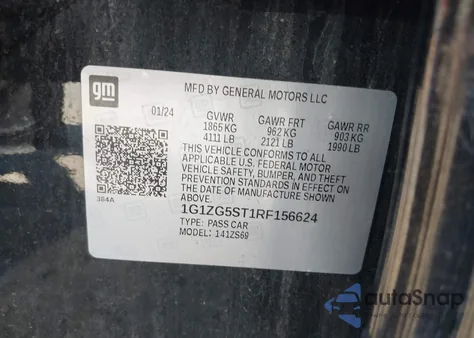 gm
MFD BY GENERAL MOTORS LLC
01/24 GVWR GAWR FRT GAWR RR
1865 KG 962 KG 903 KG
4111 LB 2121 LB 1990 LB
THIS VEHICLE CONFORMS TO ALL
APPLICABLE U.S. FEDERAL MOTOR
VEHICLE SAFETY, BUMPER, AND THEFT
PREVENTION STANDARDS IN EFFECT ON
THE DATE OF MANUFACTURE SHOWN
ABOVE.
384A
1G1ZG5ST1RF156624
TYPE: PASS CAR
MODEL: 141ZS69
autoSnap